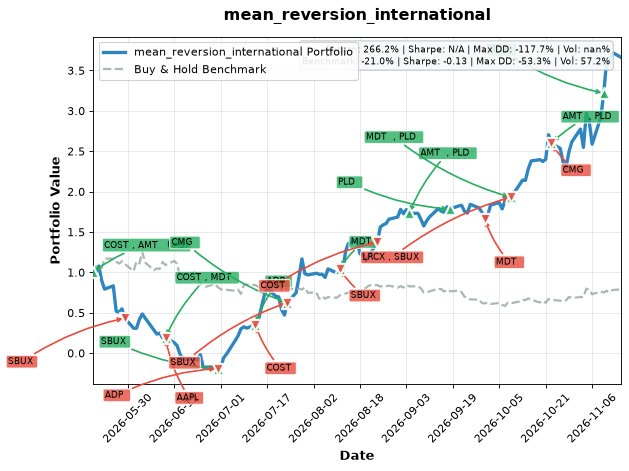 mean_reversion_international
mean_reversion_international Portfolio
Buy & Hold Benchmark
266.2% | Sharpe: N/A | Max DD: -117.7% | Vol: nan%
-21.0% | Sharpe: -0.13 | Max DD: -53.3% | Vol: 57.2%
Portfolio Value
3.5
3.0
2.5
2.0
1.5
1.0
0.5
0.0
AMT , PLD
CMG
MDT , PLD
AMT , PLD
PLD
COST , AMT
CMG
MDT
LRCX , SBUX
MDT
COST , MDT
COST
SBUX
SBUX
SBUX
SBUX
COST
ADP
AAPL
2026-05-30
2026-07-01
2026-07-17
2026-08-02
2026-08-18
2026-09-03
2026-09-19
2026-10-05
2026-10-21
2026-11-06
Date